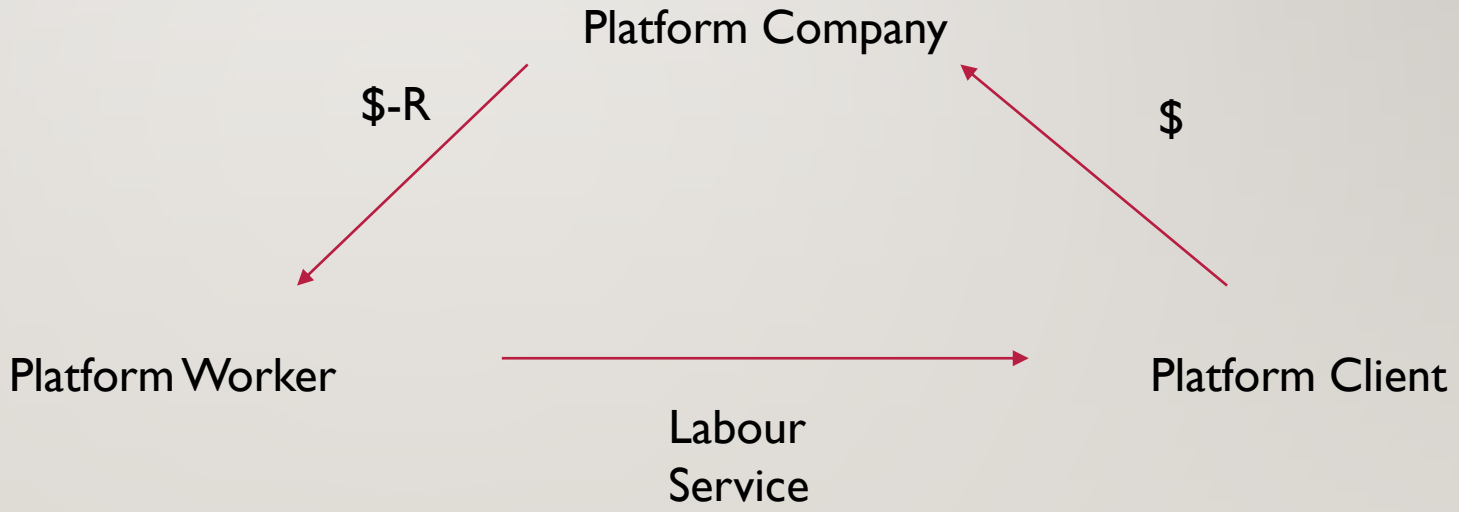 Platform Company
$-R
$
Platform Worker
Platform Client
Labour
Service